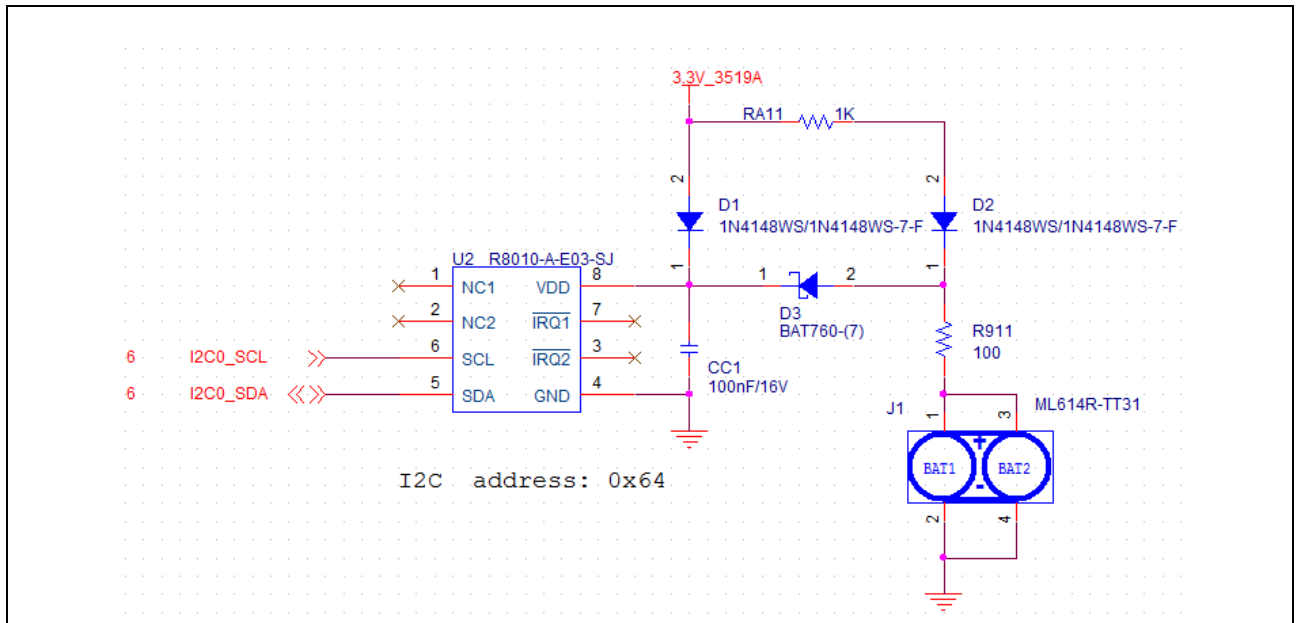 3.3V_3519A
RA11 1K
2 2
D1 D2
1N4148WS/1N4148WS-7-F 1N4148WS/1N4148WS-7-F
1 1
U2 R8010-A-E03-SJ
1 NC1 VDD 8
1 2
2 NC2 IRQ1 7
D3
BAT760-(7)
R911
100
6 I2C0_SCL 6 SCL IRQ2 3
CC1
100nF/16V
6 I2C0_SDA 5 SDA GND 4
J1 1 3 ML614R-TT31
+
BAT1 BAT2
-
I2C address: 0x64
2 4